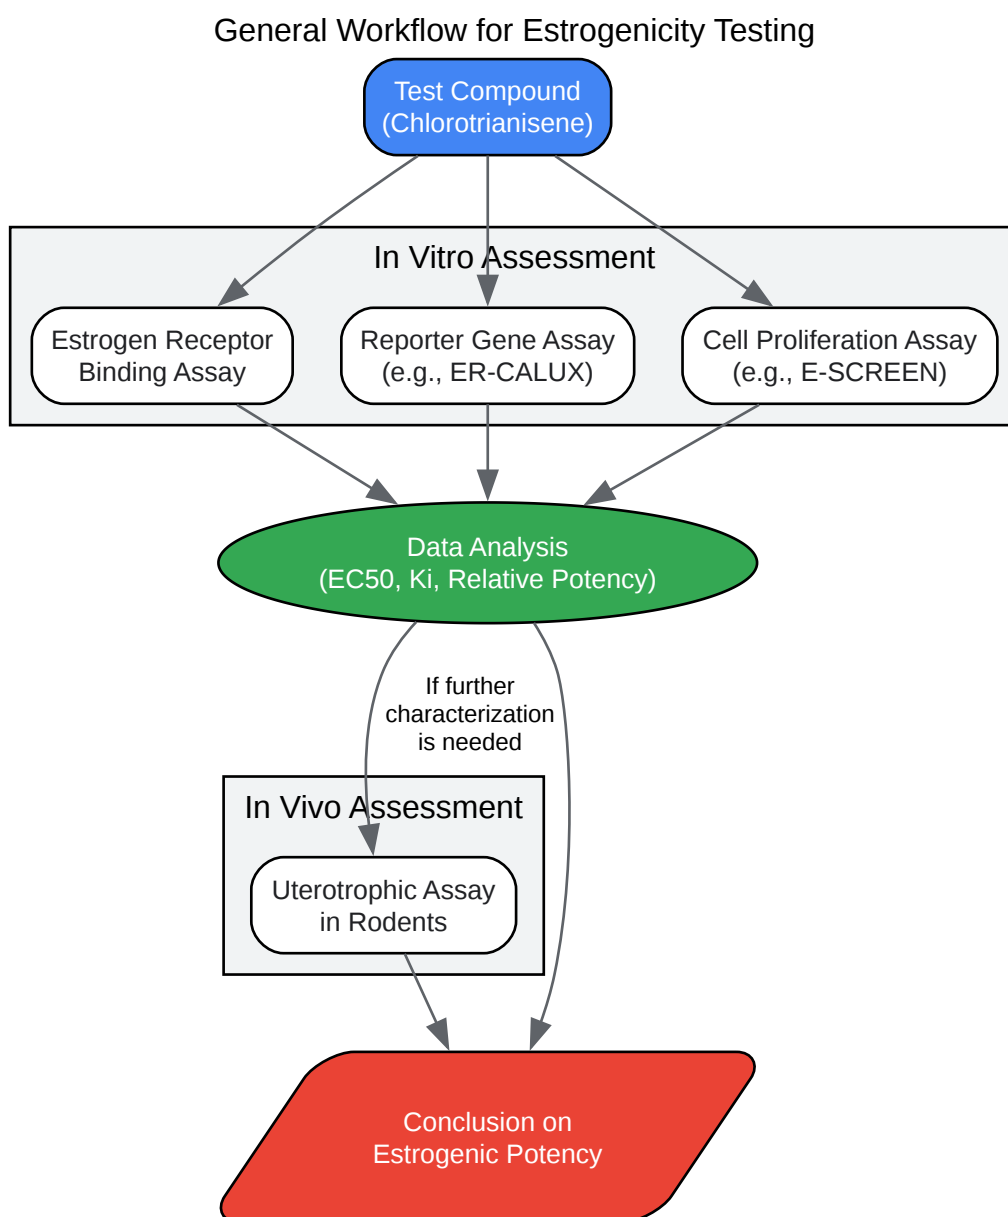 General Workflow for Estrogenicity Testing
Test Compound
(Chlorotrianisene)
In Vitro Assessment
Estrogen Receptor
Binding Assay
Reporter Gene Assay
(e.g., ER-CALUX)
Cell Proliferation Assay
(e.g., E-SCREEN)
Data Analysis
(EC50, Ki, Relative Potency)
If further
characterization
is needed
In Vivo Assessment
Uterotrophic Assay
in Rodents
Conclusion on
Estrogenic Potency